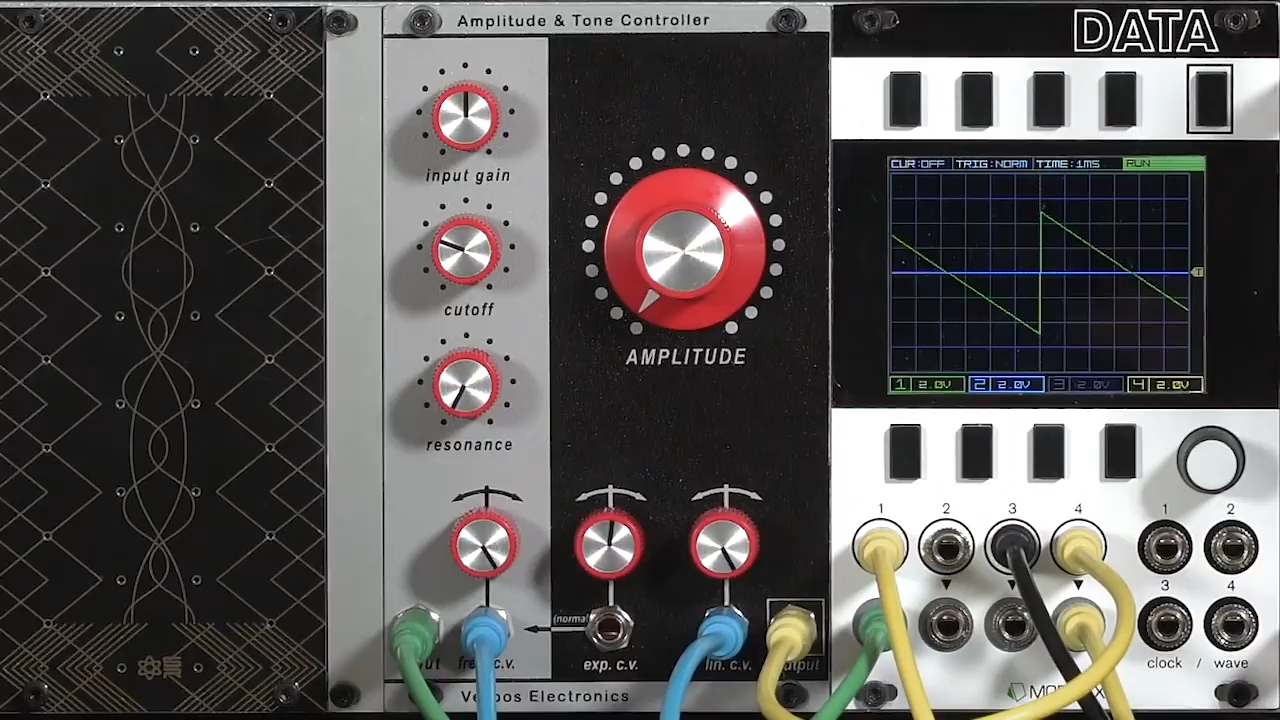 Amplitude & Tone Controller
DATA
CUR:OFF TRIG:NORM TIME:1MS RUN
input gain
cutoff
AMPLITUDE
resonance
1 2.0V 2 2.0V 3 2.0V 4 2.0V
1 2 3 4
1 2
3 4
(normal
exp. c.v.
lin. c.v.
clock / wave
Verbos Electronics